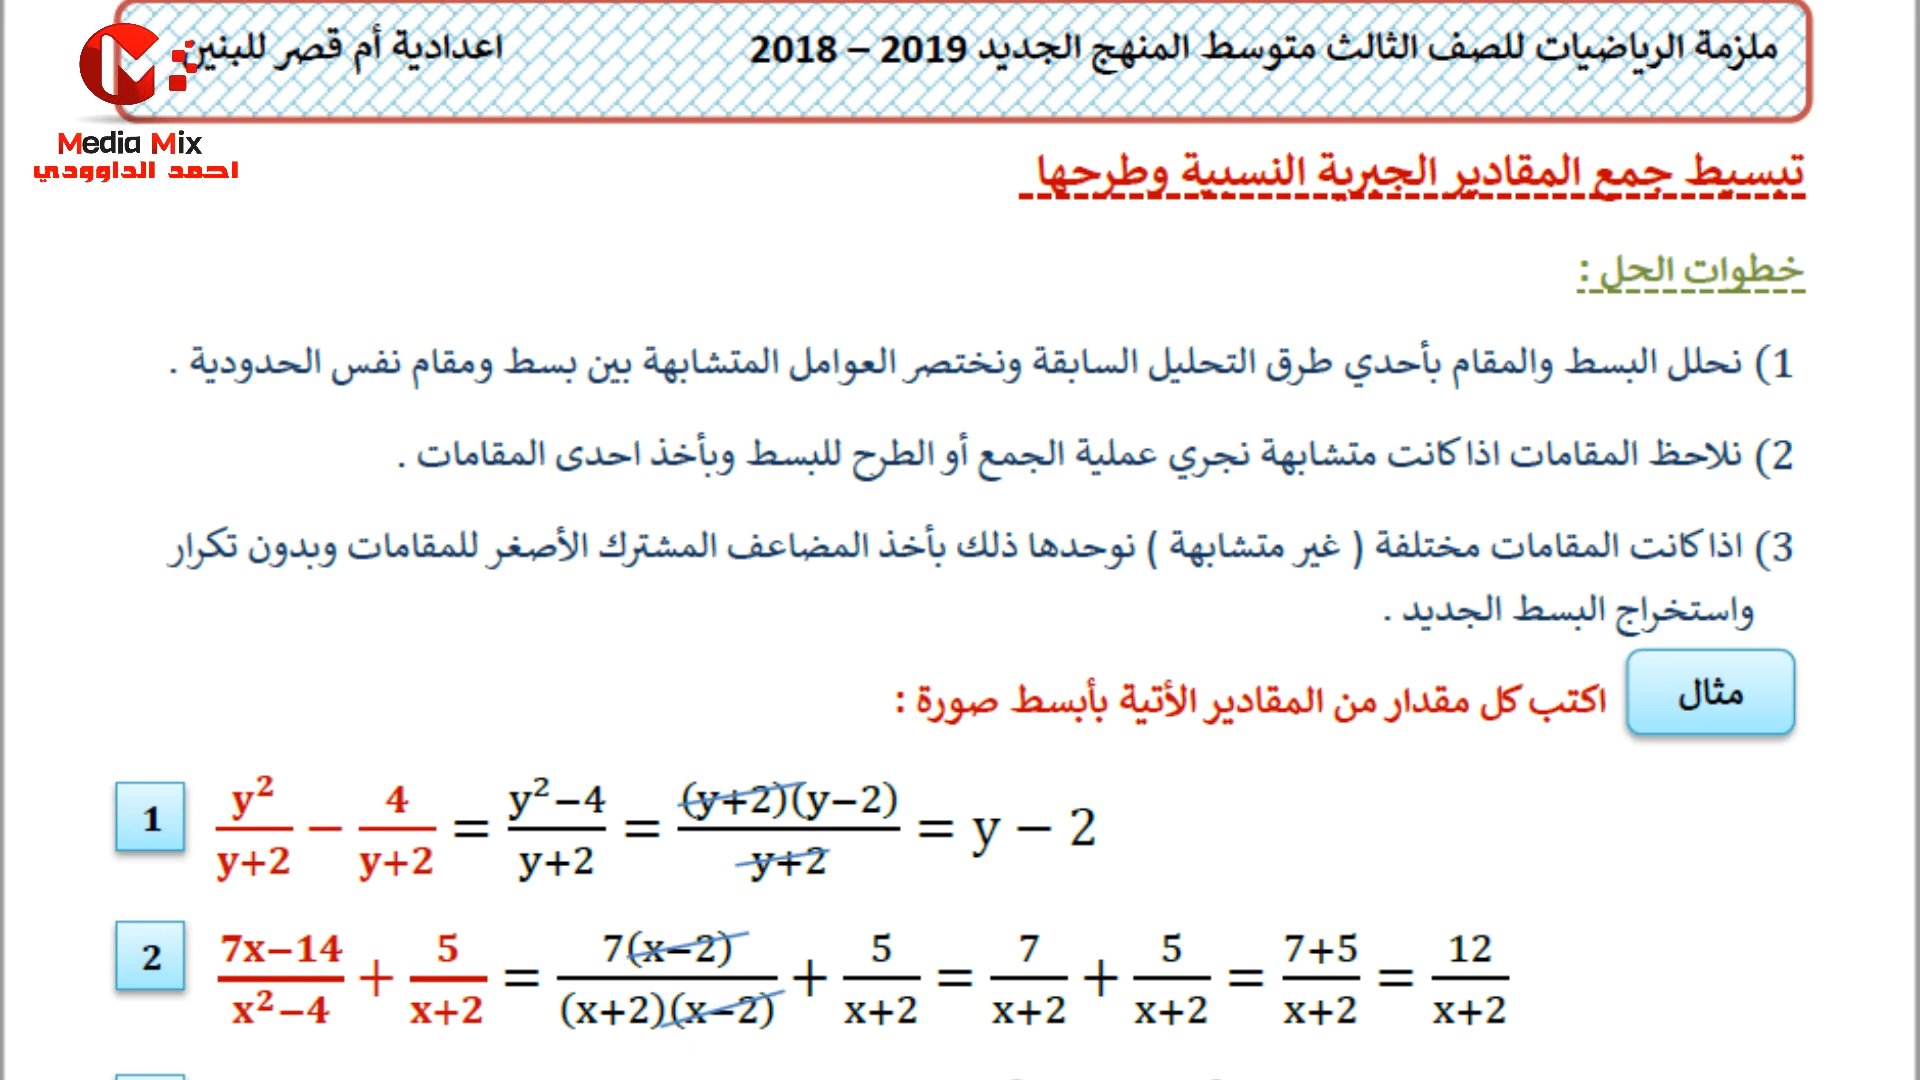 ملزمة الرياضيات للصف الثالث متوسط المنهج الجديد 2019 – 2018 اعدادية أم قصر للبنين
Media Mix
احمد الداوودي
تبسيط جمع المقادير الجبرية النسبية وطرحها
خطوات الحل :
1) نحلل البسط والمقام بأحدي طرق التحليل السابقة ونختصر العوامل المتشابهة بين بسط ومقام نفس الحدودية .
2) نلاحظ المقامات اذا كانت متشابهة نجري عملية الجمع أو الطرح للبسط وبأخذ احدى المقامات .
3) اذا كانت المقامات مختلفة ( غير متشابهة ) نوحدها ذلك بأخذ المضاعف المشترك الأصغر للمقامات وبدون تكرار
واستخراج البسط الجديد .
مثال اكتب كل مقدار من المقادير الأتية بأبسط صورة :
1 y²/y+2 − 4/y+2 = y²−4/y+2 = (y+2)(y−2)/y+2 = y − 2
2 7x−14/x²−4 + 5/x+2 = 7(x−2)/(x+2)(x−2) + 5/x+2 = 7/x+2 + 5/x+2 = 7+5/x+2 = 12/x+2